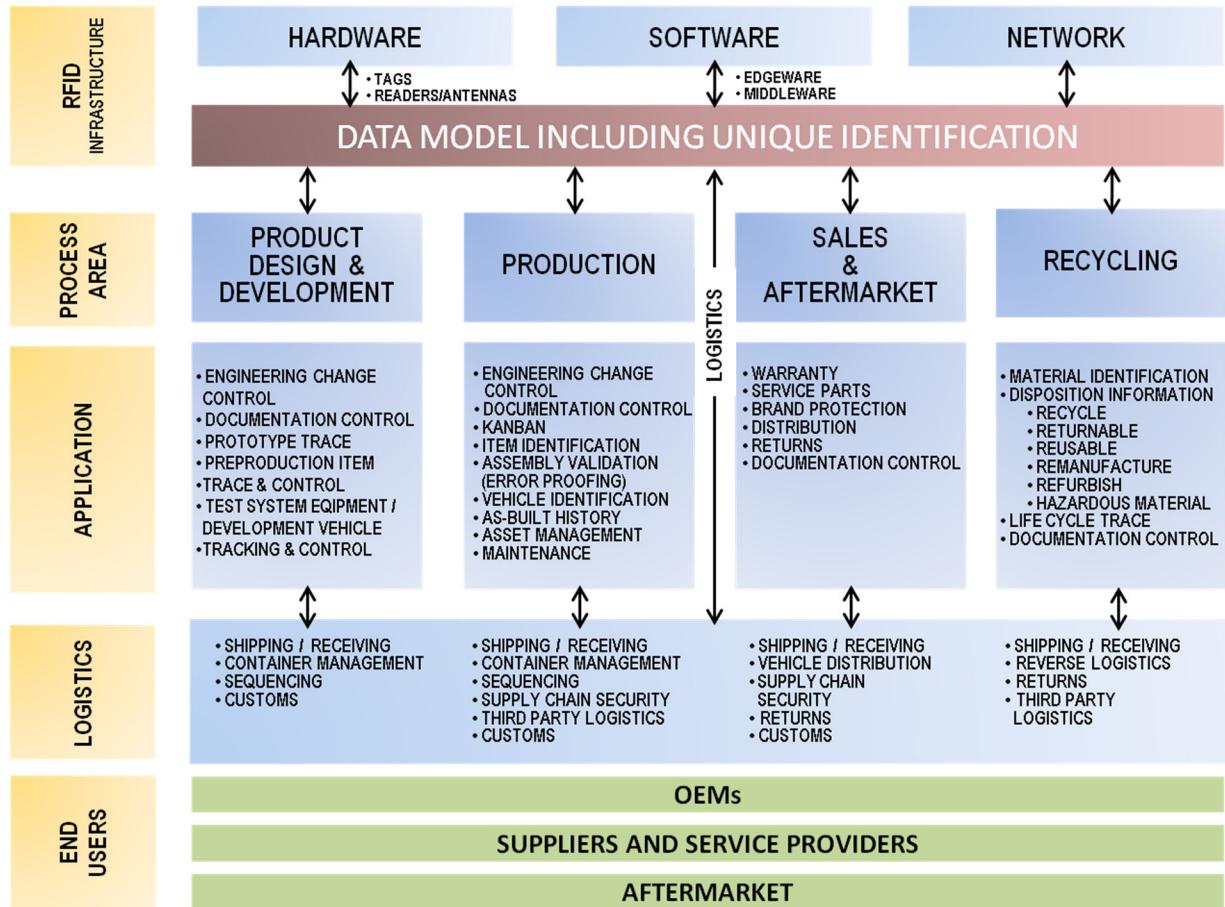 RFID
INFRASTRUCTURE
HARDWARE
SOFTWARE
NETWORK
• TAGS
• READERS/ANTENNAS
• EDGEWARE
• MIDDLEWARE
DATA MODEL INCLUDING UNIQUE IDENTIFICATION
PROCESS
AREA
PRODUCT
DESIGN &
DEVELOPMENT
PRODUCTION
LOGISTICS
SALES
&
AFTERMARKET
RECYCLING
APPLICATION
• ENGINEERING CHANGE
CONTROL
• DOCUMENTATION CONTROL
• PROTOTYPE TRACE
• PREPRODUCTION ITEM
• TRACE & CONTROL
• TEST SYSTEM EQIPMENT /
DEVELOPMENT VEHICLE
• TRACKING & CONTROL
• ENGINEERING CHANGE
CONTROL
• DOCUMENTATION CONTROL
• KANBAN
• ITEM IDENTIFICATION
• ASSEMBLY VALIDATION
(ERROR PROOFING)
• VEHICLE IDENTIFICATION
• AS-BUILT HISTORY
• ASSET MANAGEMENT
• MAINTENANCE
• WARRANTY
• SERVICE PARTS
• BRAND PROTECTION
• DISTRIBUTION
• RETURNS
• DOCUMENTATION CONTROL
• MATERIAL IDENTIFICATION
• DISPOSITION INFORMATION
• RECYCLE
• RETURNABLE
• REUSABLE
• REMANUFACTURE
• REFURBISH
• HAZARDOUS MATERIAL
• LIFE CYCLE TRACE
• DOCUMENTATION CONTROL
LOGISTICS
• SHIPPING / RECEIVING
• CONTAINER MANAGEMENT
• SEQUENCING
• CUSTOMS
• SHIPPING / RECEIVING
• CONTAINER MANAGEMENT
• SEQUENCING
• SUPPLY CHAIN SECURITY
• THIRD PARTY LOGISTICS
• CUSTOMS
• SHIPPING / RECEIVING
• VEHICLE DISTRIBUTION
• SUPPLY CHAIN
SECURITY
• RETURNS
• CUSTOMS
• SHIPPING / RECEIVING
• REVERSE LOGISTICS
• RETURNS
• THIRD PARTY
LOGISTICS
END
USERS
OEMs
SUPPLIERS AND SERVICE PROVIDERS
AFTERMARKET